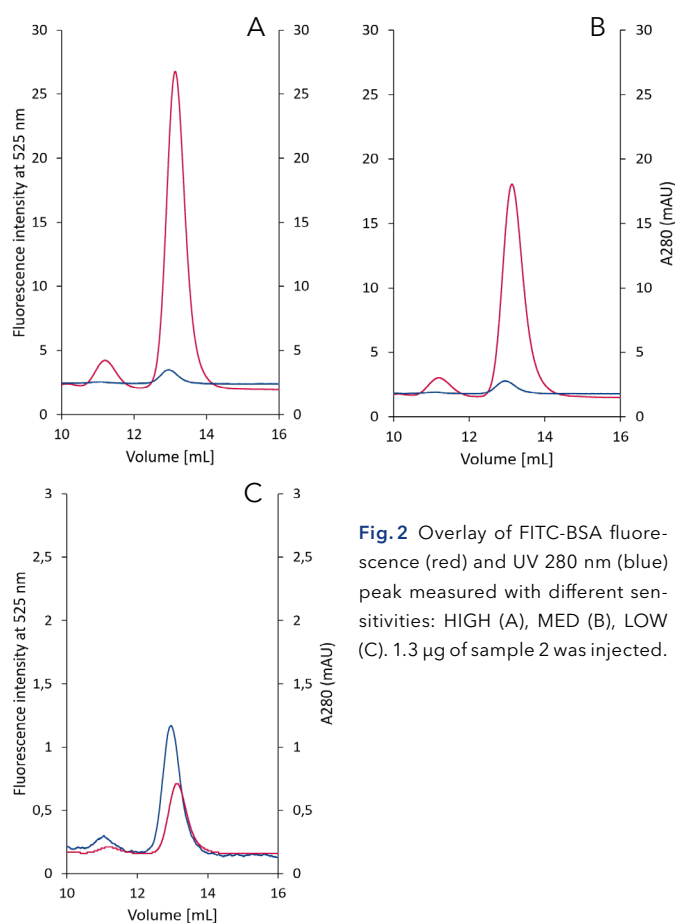 A
30
25
20
15
10
5
0
Fluorescence intensity at 525 nm
30
25
20
15
10
5
0
10 12 14 16
Volume [mL]
B
30
25
20
15
10
5
0
30
25
20
15
10
5
0
A280 (mAU)
10 12 14 16
Volume [mL]
C
3
2,5
2
1,5
1
0,5
0
Fluorescence intensity at 525 nm
3
2,5
2
1,5
1
0,5
0
A280 (mAU)
10 12 14 16
Volume [mL]
Fig. 2 Overlay of FITC-BSA fluore-
scence (red) and UV 280 nm (blue)
peak measured with different sen-
sitivities: HIGH (A), MED (B), LOW
(C). 1.3 µg of sample 2 was injected.